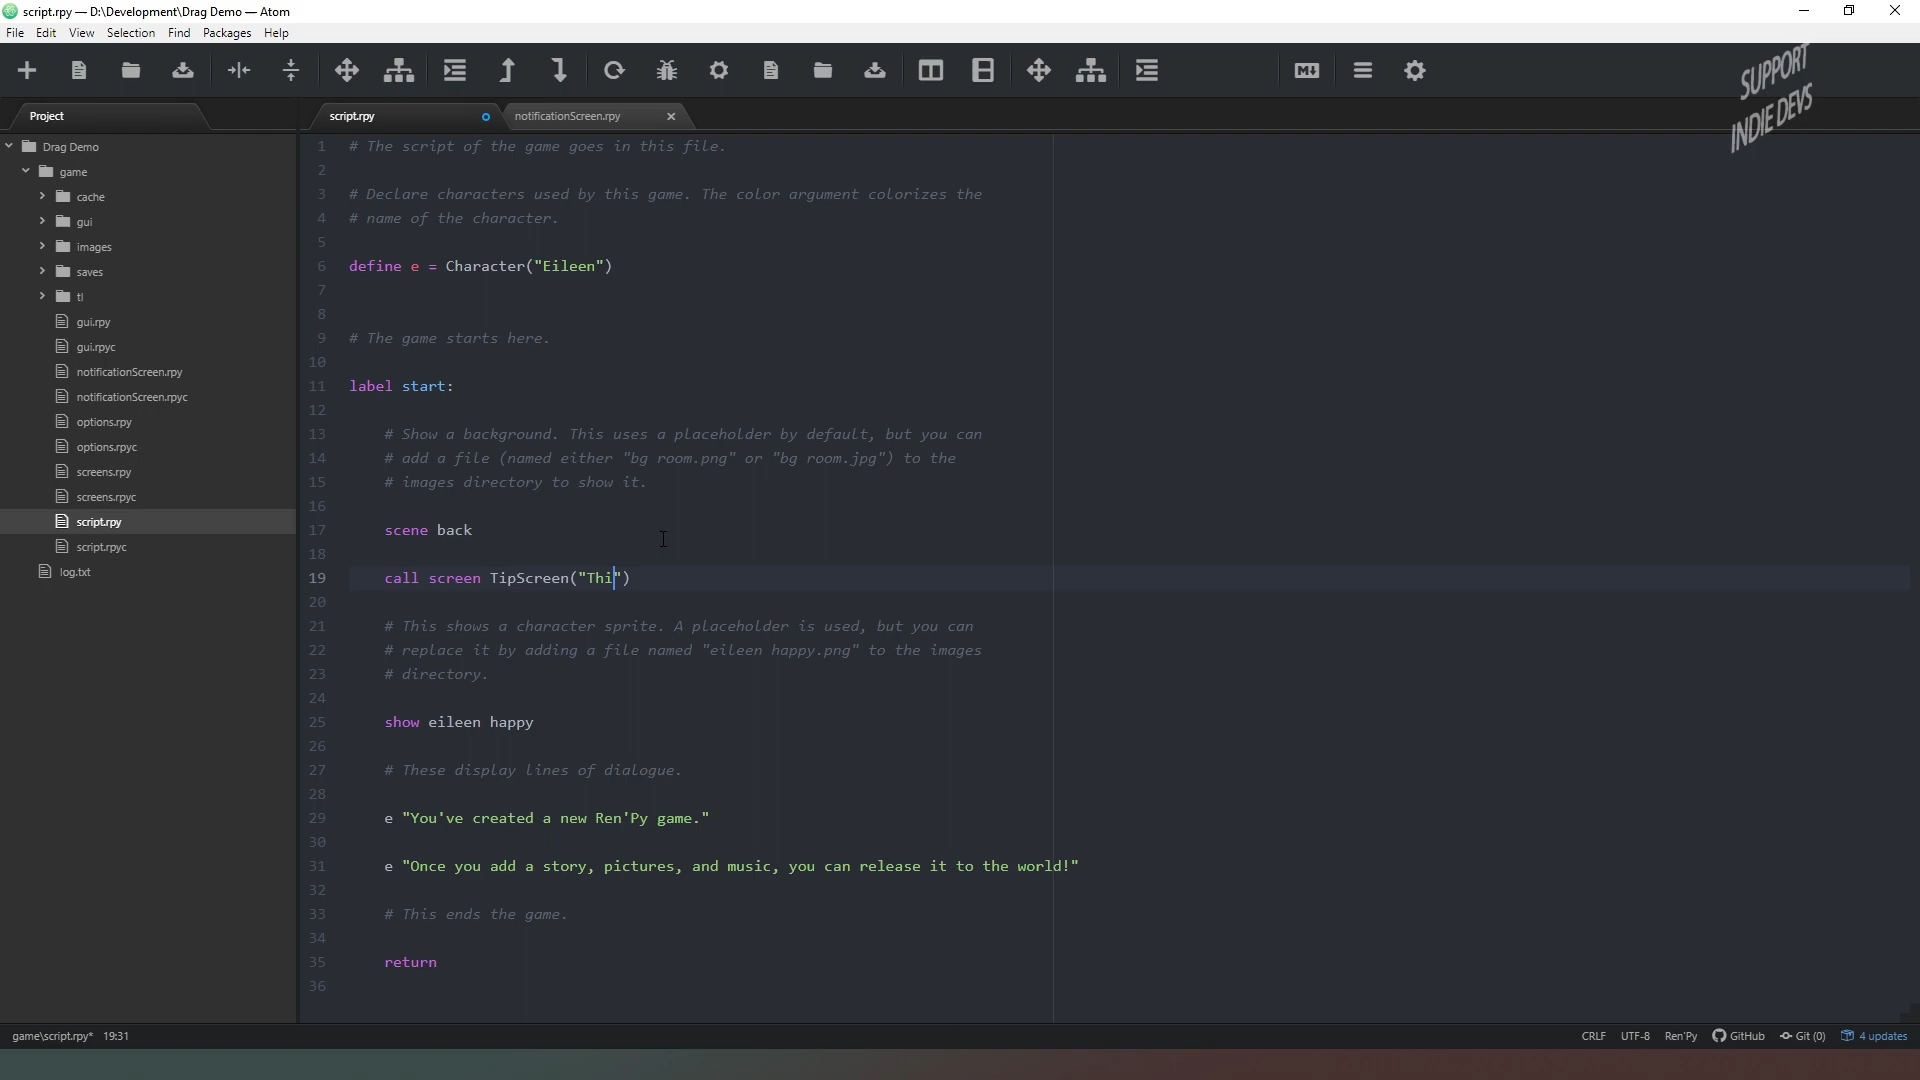 script.rpy — D:\Development\Drag Demo — Atom
File Edit View Selection Find Packages Help
SUPPORT
INDIE DEVS
Project
script.rpy
notificationScreen.rpy
Drag Demo
game
cache
gui
images
saves
tl
gui.rpy
gui.rpyc
notificationScreen.rpy
notificationScreen.rpyc
options.rpy
options.rpyc
screens.rpy
screens.rpyc
script.rpy
script.rpyc
log.txt
1 # The script of the game goes in this file.
2
3 # Declare characters used by this game. The color argument colorizes the
4 # name of the character.
5
6 define e = Character("Eileen")
7
8
9 # The game starts here.
10
11 label start:
12
13 # Show a background. This uses a placeholder by default, but you can
14 # add a file (named either "bg room.png" or "bg room.jpg") to the
15 # images directory to show it.
16
17 scene back
18
19 call screen TipScreen("Thi")
20
21 # This shows a character sprite. A placeholder is used, but you can
22 # replace it by adding a file named "eileen happy.png" to the images
23 # directory.
24
25 show eileen happy
26
27 # These display lines of dialogue.
28
29 e "You've created a new Ren'Py game."
30
31 e "Once you add a story, pictures, and music, you can release it to the world!"
32
33 # This ends the game.
34
35 return
36
game\script.rpy* 19:31
CRLF UTF-8 Ren'Py GitHub Git (0) 4 updates